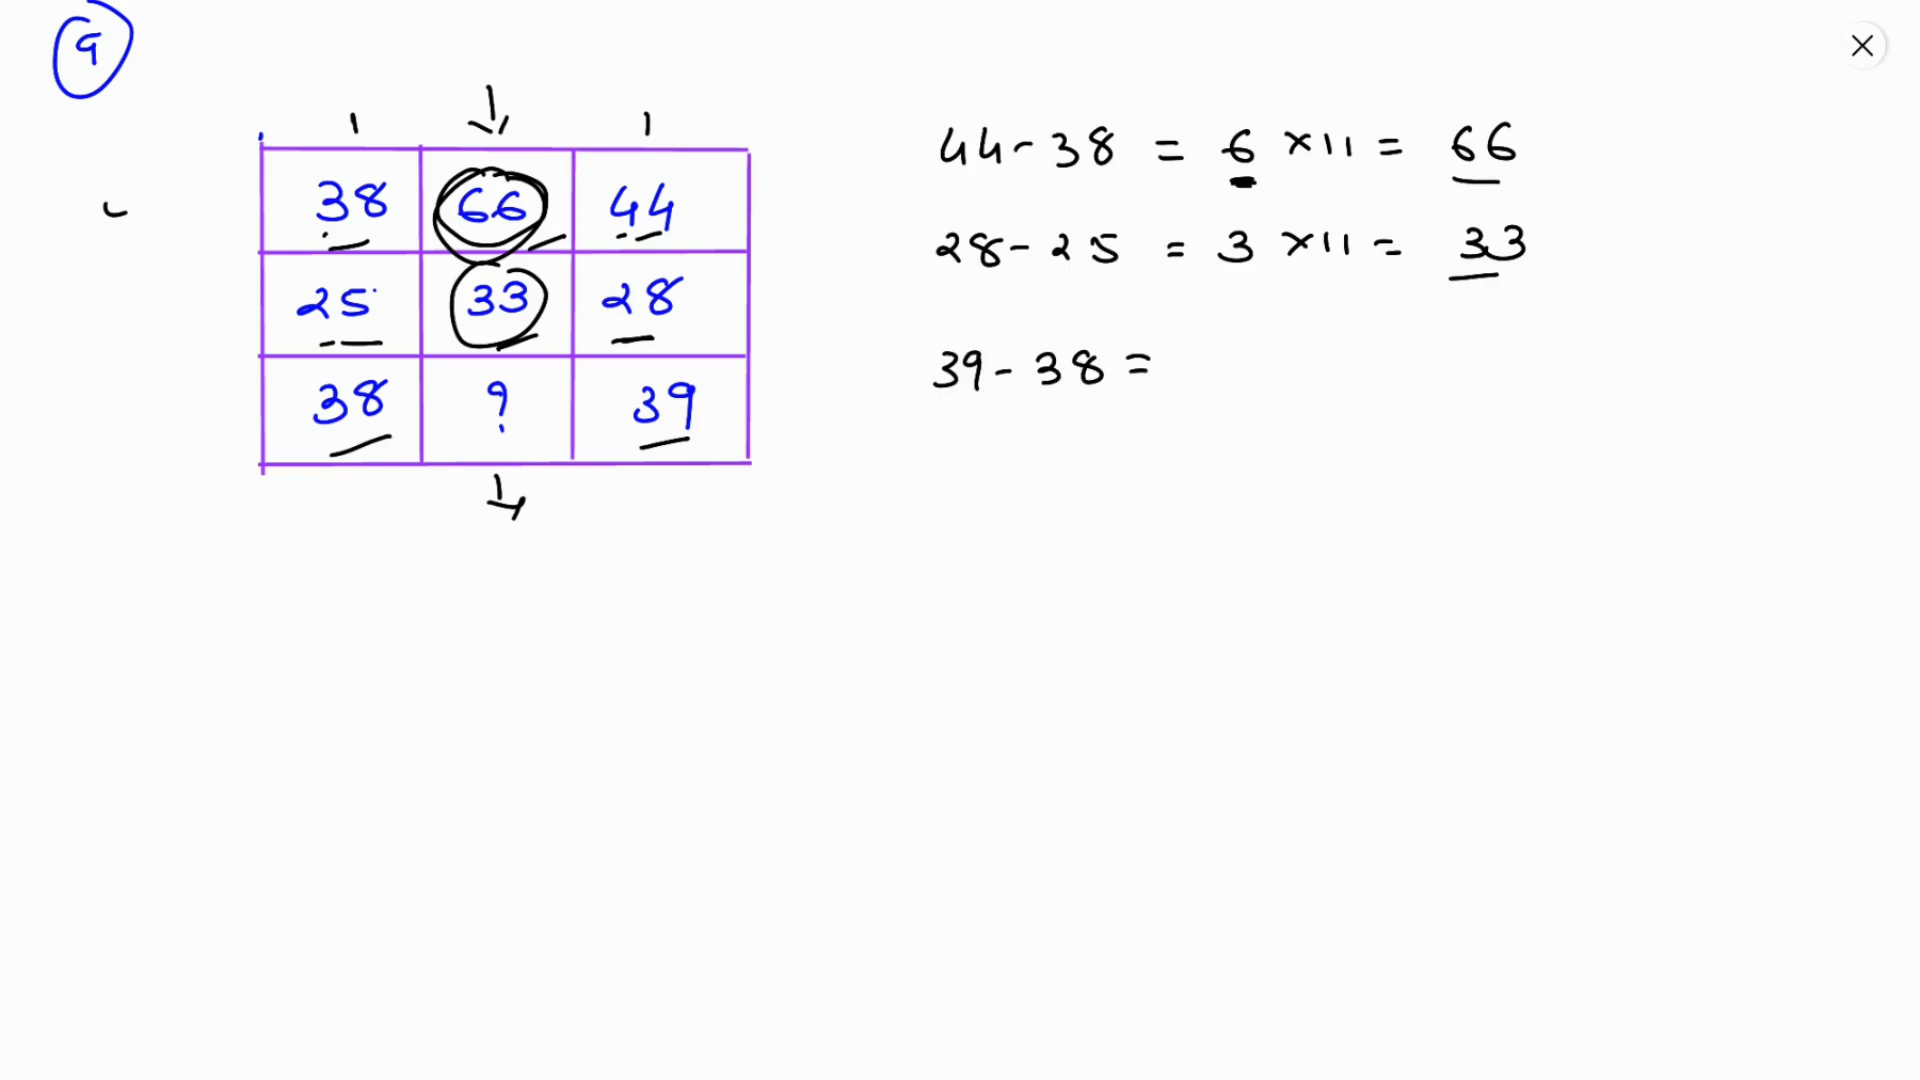 9
38 66 44
25 33 28
38 ? 39
44 - 38 = 6 × 11 = 66
28 - 25 = 3 × 11 = 33
39 - 38 =